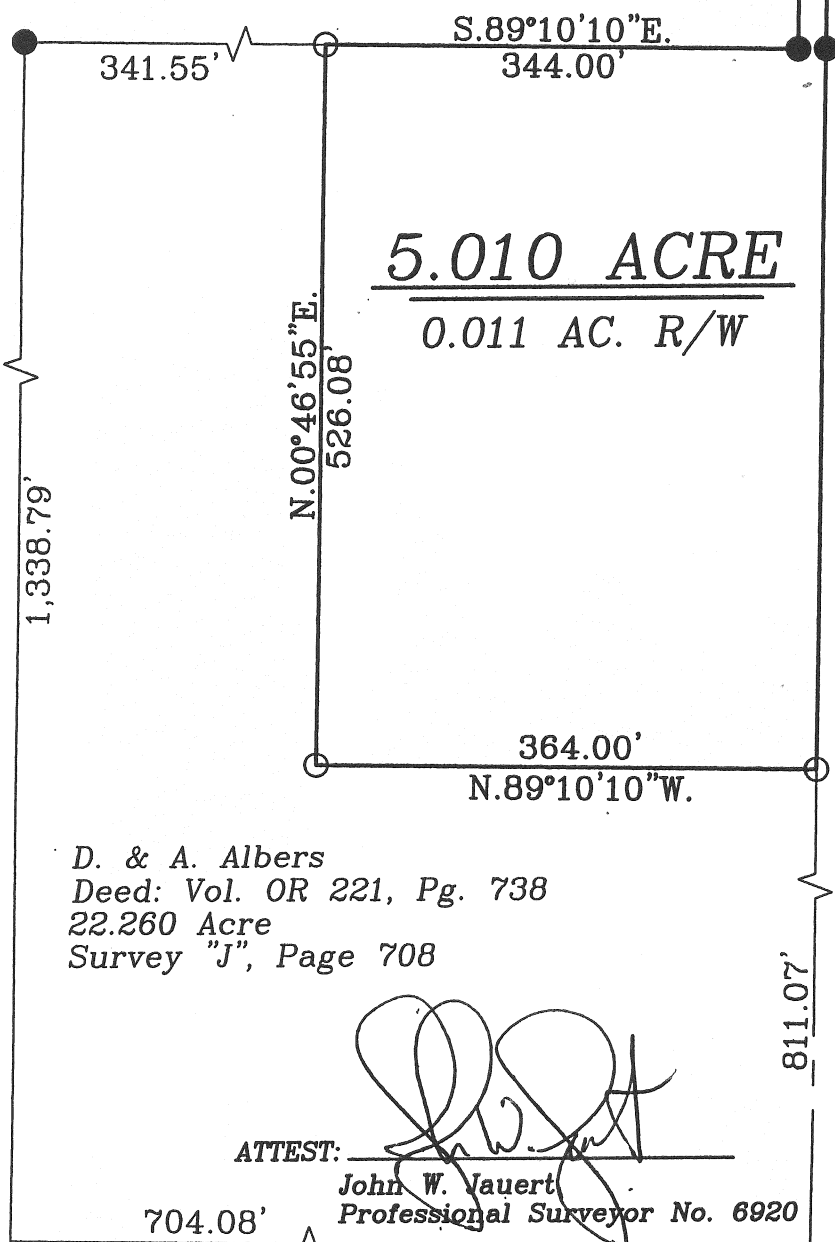 S.89°10'10"E.
341.55'
344.00'
5.010 ACRE
0.011 AC. R/W
N.00°46'55"E.
526.08'
1,338.79'
364.00'
N.89°10'10"W.
D. & A. Albers
Deed: Vol. OR 221, Pg. 738
22.260 Acre
Survey "J", Page 708
811.07'
ATTEST:
John W. Jauert
Professional Surveyor No. 6920
704.08'